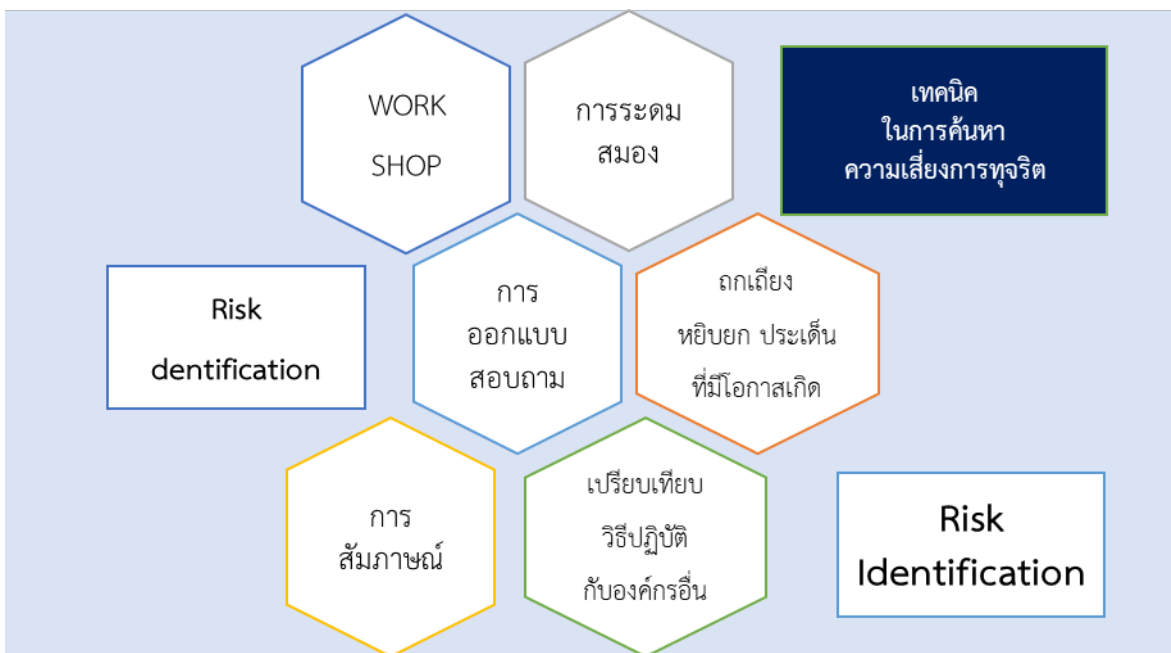 WORK
SHOP
การระดม
สมอง
เทคนิค
ในการค้นหา
ความเสี่ยงการทุจริต
Risk
dentification
การ
ออกแบบ
สอบถาม
ถกเถียง
หยิบยก ประเด็น
ที่มีโอกาสเกิด
การ
สัมภาษณ์
เปรียบเทียบ
วิธีปฏิบัติ
กับองค์กรอื่น
Risk
Identification